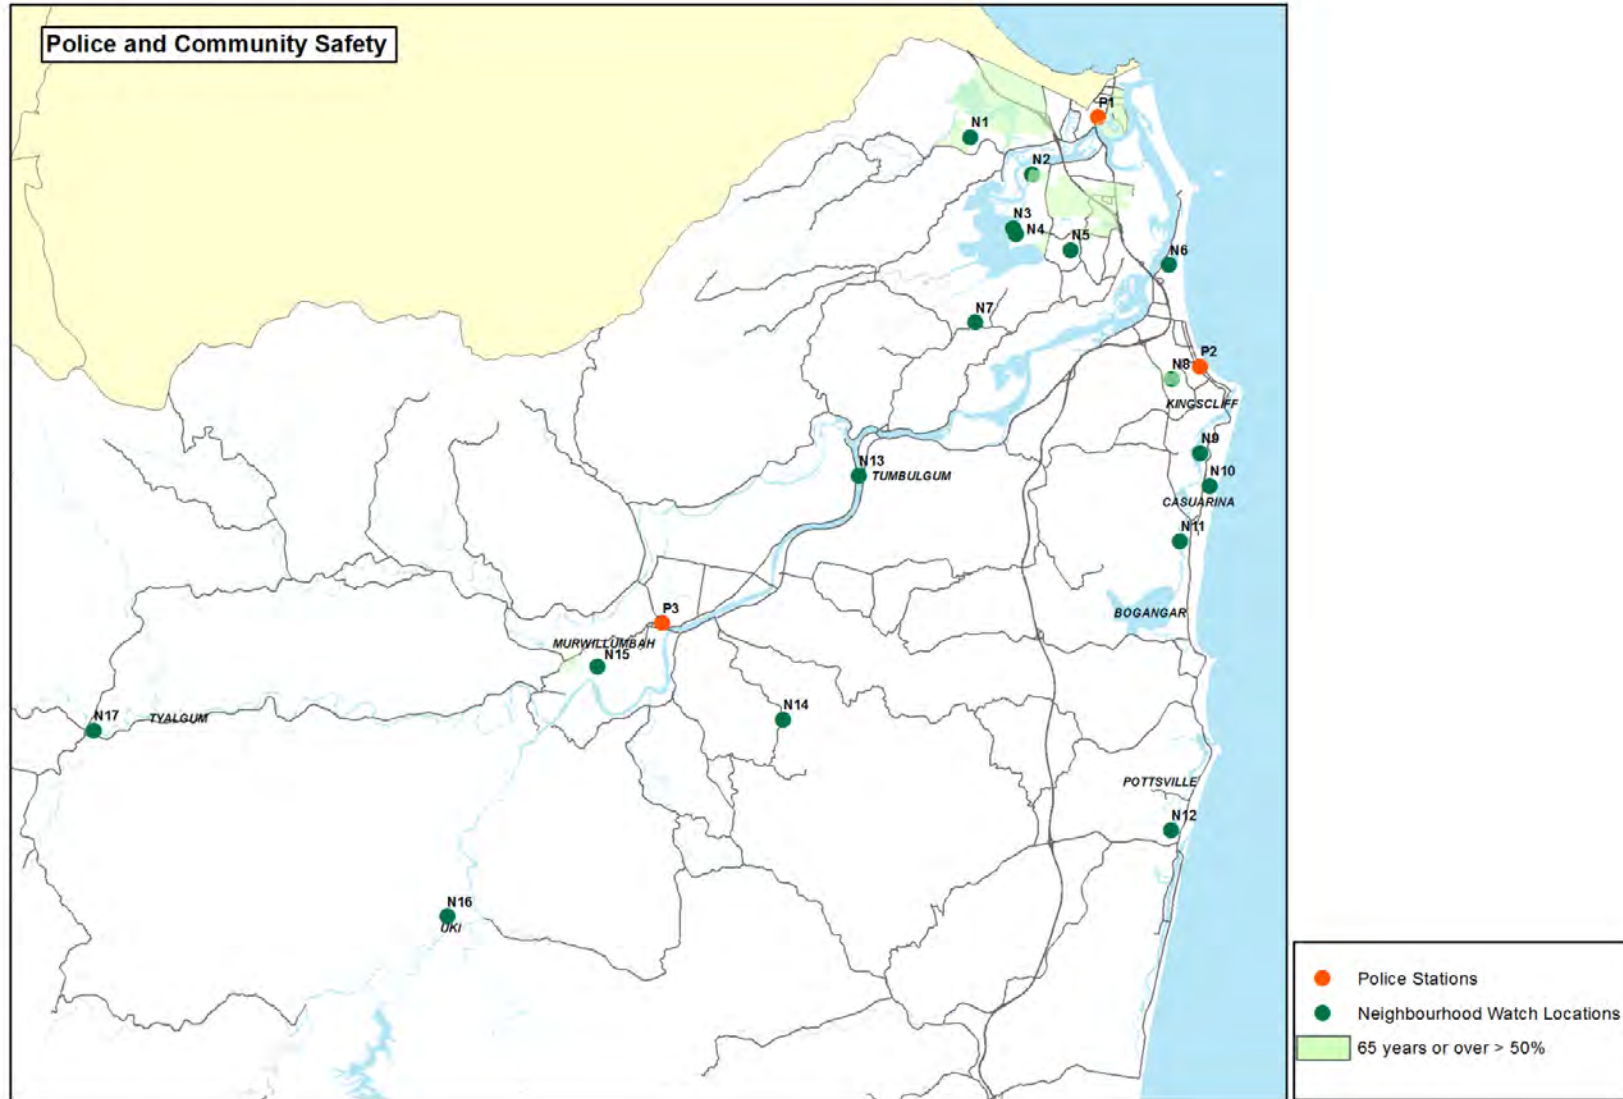 Police and Community Safety
P1
N1
N2
N3
N4
N5
N6
N7
P2
N8
KINGSCLIFF
N9
N13
TUMBULGUM
N10
CASUARINA
N11
P3
BOGANGAR
MURWILLUMBAH
N15
N14
N17
TYALGUM
POTTSVILLE
N12
N16
UKI
Police Stations
Neighbourhood Watch Locations
65 years or over > 50%